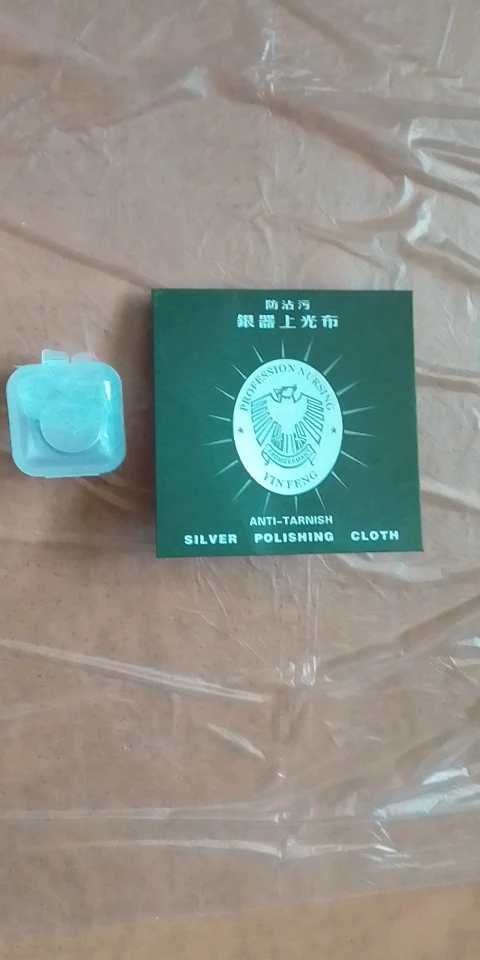 防沾污
銀器上光布
PROFESSION NURSING
YIN FENG
ANTI-TARNISH
SILVER POLISHING CLOTH